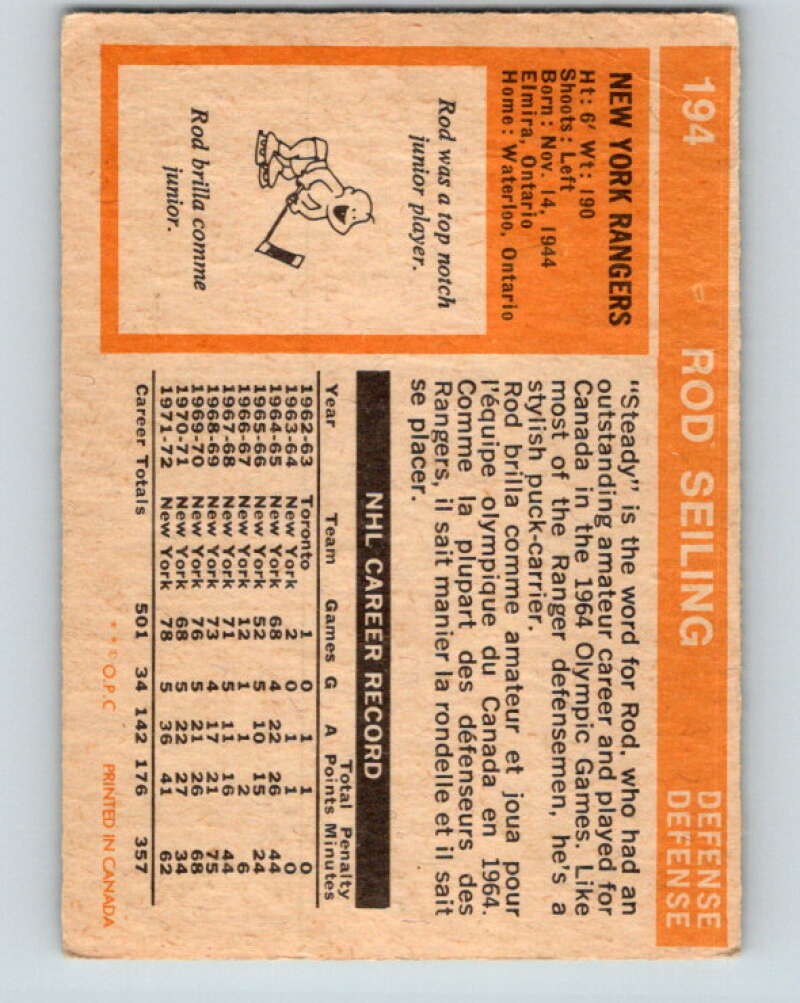 194 ROD SEILING DEFENSE
DEFENSE
NEW YORK RANGERS
Ht: 6' Wt: 190
Shoots: Left
Born: Nov. 14, 1944
Elmira, Ontario
Home: Waterloo, Ontario
Rod was a top notch
junior player.
Rod brilla comme
junior.
"Steady" is the word for Rod, who had an
outstanding amateur career and played for
Canada in the 1964 Olympic Games. Like
most of the Ranger defensemen, he's a
stylish puck-carrier.
Rod brilla comme amateur et joua pour
l'équipe olympique du Canada en 1964.
Comme la plupart des défenseurs des
Rangers, il sait manier la rondelle et il sait
se placer.
NHL CAREER RECORD
Total Penalty
Year Team Games G A Points Minutes
1962-63 Toronto 1 0 1 1 0
1963-64 New York 2 0 1 1 0
1964-65 New York 68 4 22 26 44
1965-66 New York 52 5 10 15 24
1966-67 New York 12 1 1 2 6
1967-68 New York 71 5 11 16 44
1968-69 New York 73 4 17 21 75
1969-70 New York 76 5 21 26 68
1970-71 New York 68 5 22 27 34
1971-72 New York 78 5 36 41 62
Career Totals 501 34 142 176 357
* * © O.P.C PRINTED IN CANADA